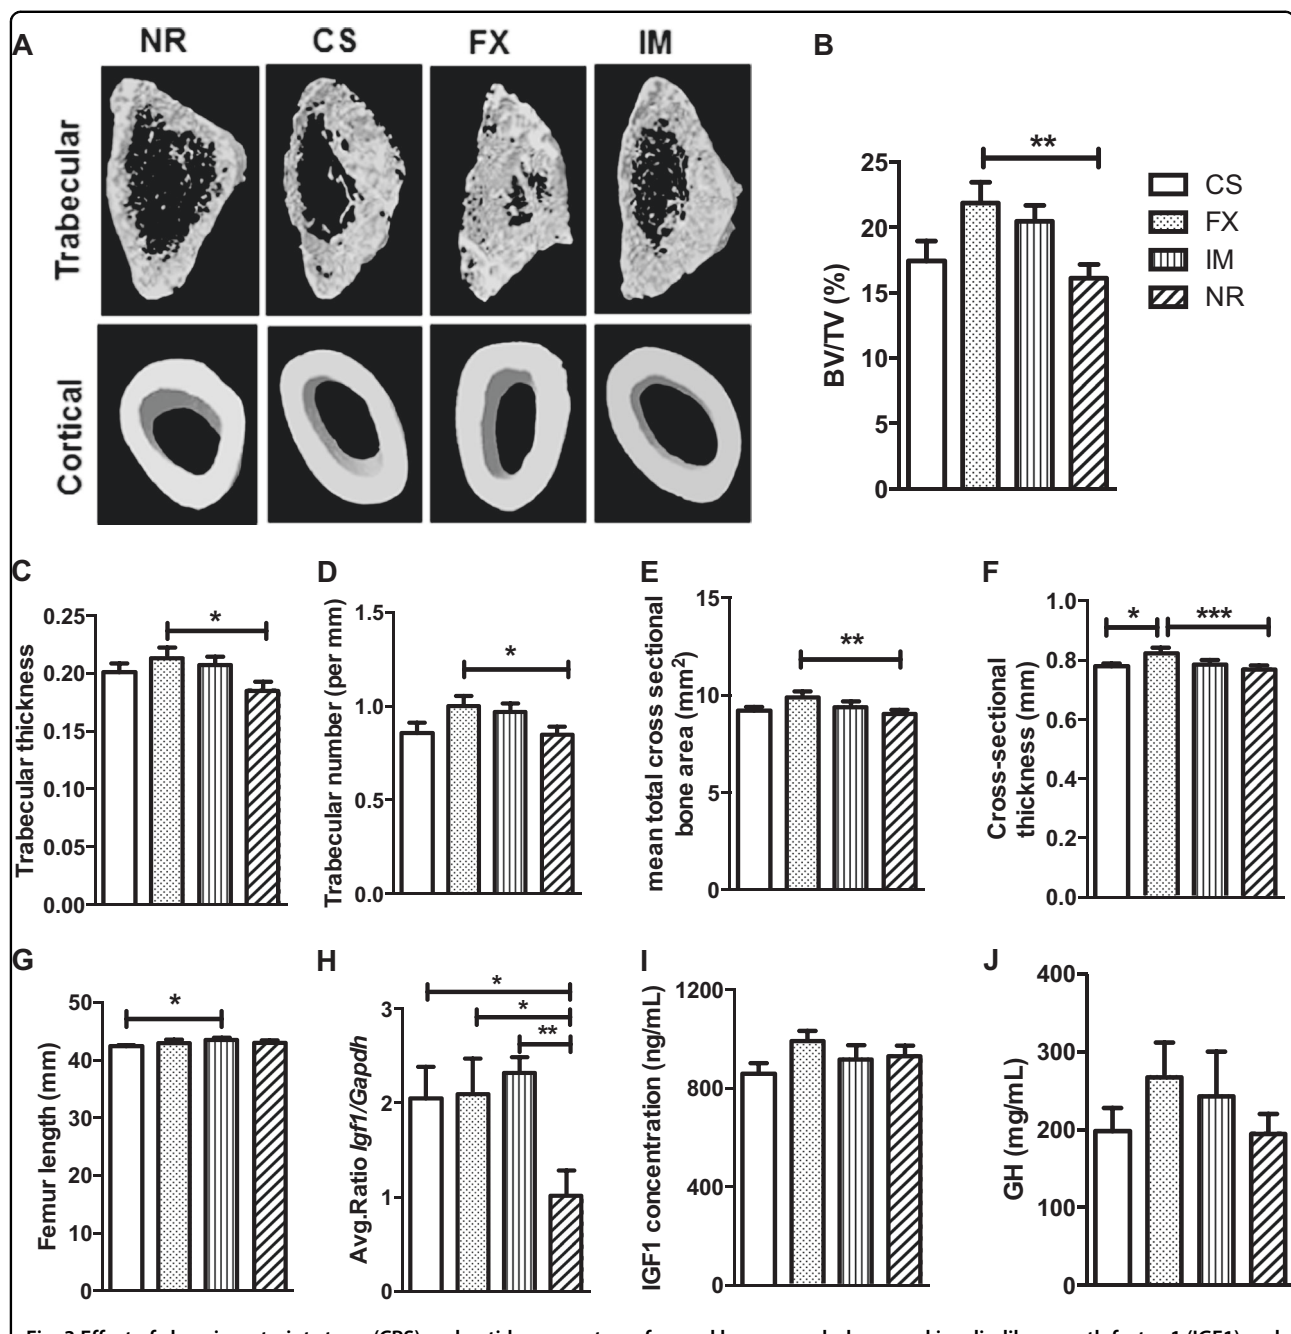 A
NR
CS
FX
IM
Trabecular
Cortical
B
**
25
20
15
10
5
0
BV/TV (%)
CS
FX
IM
NR
C
*
0.25
0.20
0.15
0.10
0.05
0.00
Trabecular thickness
D
*
1.5
1.0
0.5
0.0
Trabecular number (per mm)
E
**
15
10
5
0
mean total cross sectional
bone area (mm²)
F
*
***
1.0
0.8
0.6
0.4
0.2
0.0
Cross-sectional
thickness (mm)
G
*
50
40
30
20
10
0
Femur length (mm)
H
*
*
**
3
2
1
0
Avg.Ratio Igf1/Gapdh
I
1200
800
400
0
IGF1 concentration (ng/mL)
J
400
300
200
100
0
GH (mg/mL)